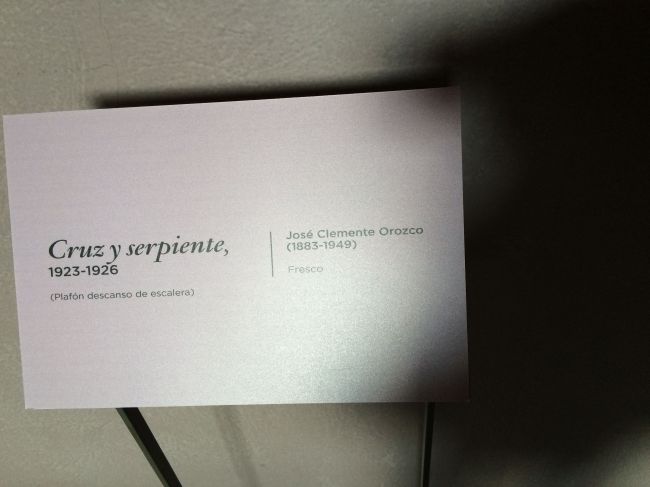 Cruz y serpiente,
1923-1926
(Plafón descanso de escalera)
José Clemente Orozco
(1883-1949)
Fresco